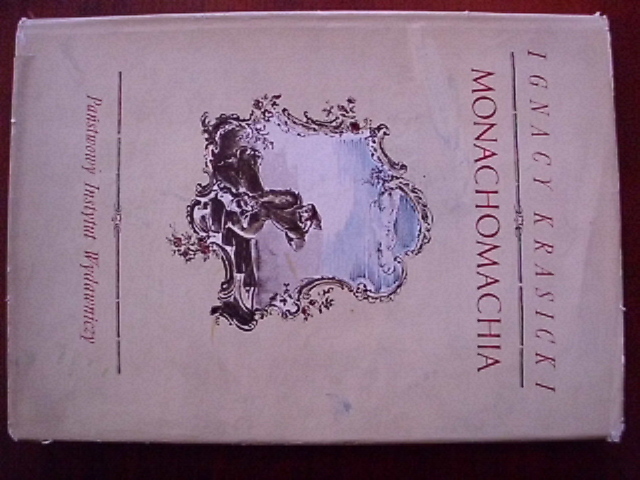 IGNACY KRASICKI
MONACHOMACHIA
Państwowy Instytut Wydawniczy